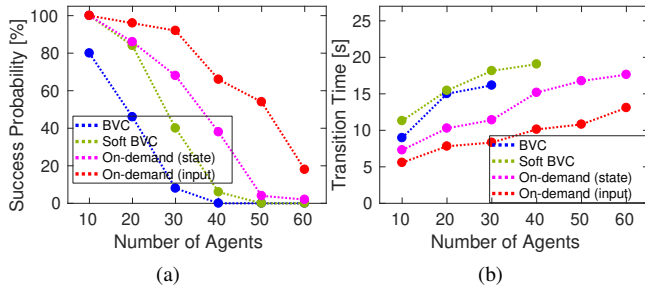 100
80
60
40
20
0
Success Probability [%]
BVC
Soft BVC
On-demand (state)
On-demand (input)
10 20 30 40 50 60
Number of Agents
(a)
25
20
15
10
5
0
Transition Time [s]
BVC
Soft BVC
On-demand (state)
On-demand (input)
10 20 30 40 50 60
Number of Agents
(b)